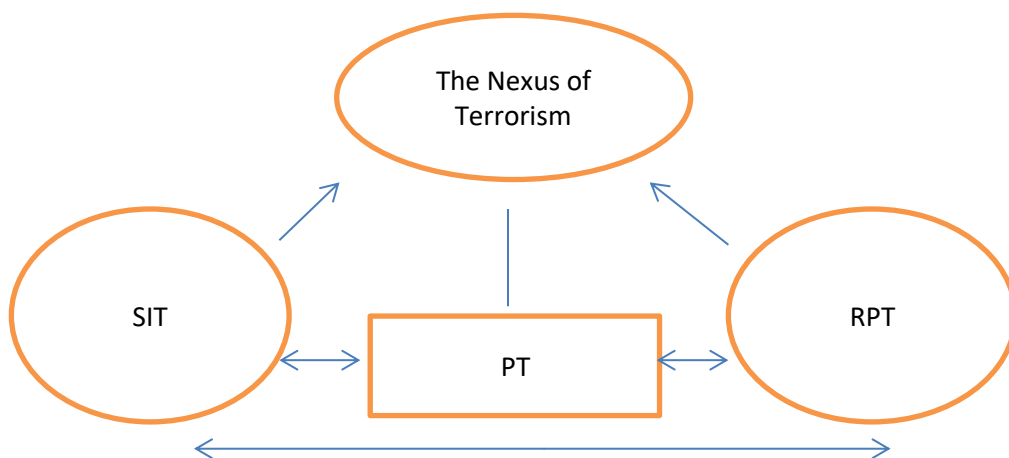 The Nexus of
Terrorism
SIT
PT
RPT